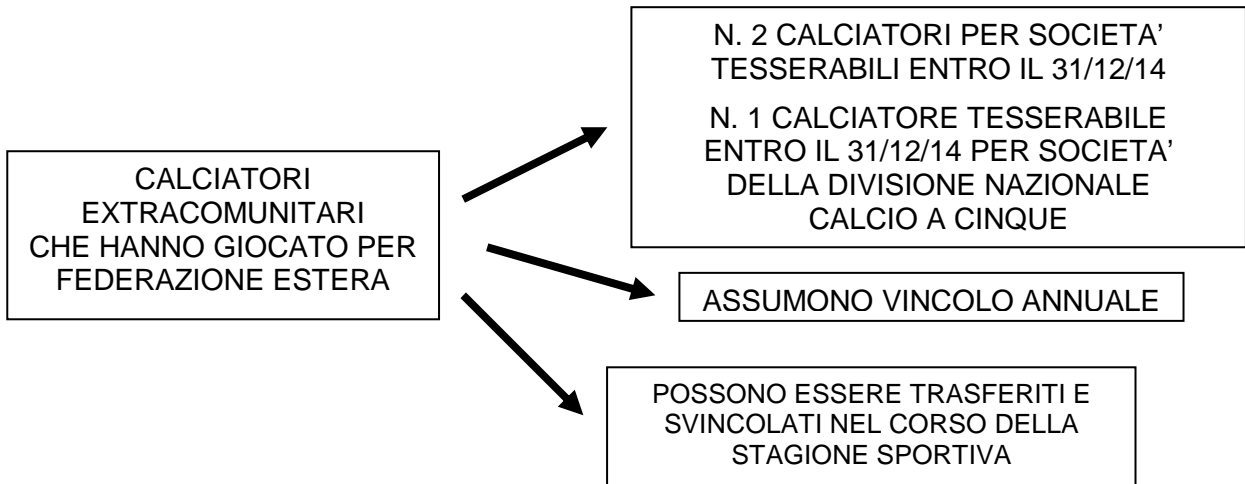 CALCIATORI
EXTRACOMUNITARI
CHE HANNO GIOCATO PER
FEDERAZIONE ESTERA
N. 2 CALCIATORI PER SOCIETA’
TESSERABILI ENTRO IL 31/12/14
N. 1 CALCIATORE TESSERABILE
ENTRO IL 31/12/14 PER SOCIETA’
DELLA DIVISIONE NAZIONALE
CALCIO A CINQUE
ASSUMONO VINCOLO ANNUALE
POSSONO ESSERE TRASFERITI E
SVINCOLATI NEL CORSO DELLA
STAGIONE SPORTIVA